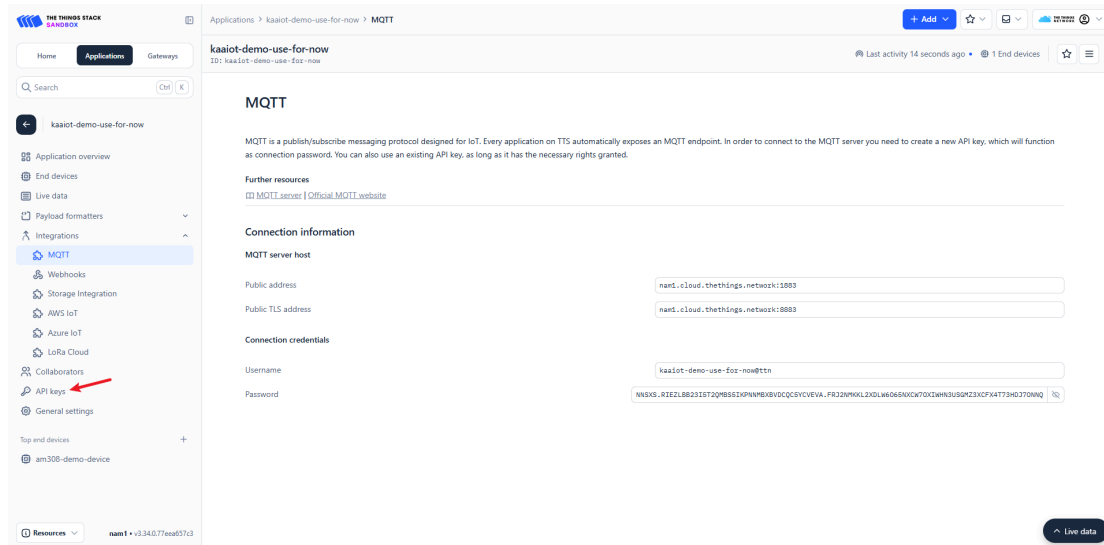 THE THINGS STACK
SANDBOX
Home
Applications
Gateways
Search
Ctrl
K
kaaiot-demo-use-for-now
Application overview
End devices
Live data
Payload formatters
Integrations
MQTT
Webhooks
Storage Integration
AWS IoT
Azure IoT
LoRa Cloud
Collaborators
API keys
General settings
Top end devices
am308-demo-device
Resources
nam1 • v3.34.0.77eea657c3
Applications > kaaiot-demo-use-for-now > MQTT
+ Add
THE THINGS
NETWORK
kaaiot-demo-use-for-now
ID: kaaiot-demo-use-for-now
Last activity 14 seconds ago •
1 End devices
MQTT
MQTT is a publish/subscribe messaging protocol designed for IoT. Every application on TTS automatically exposes an MQTT endpoint. In order to connect to the MQTT server you need to create a new API key, which will function
as connection password. You can also use an existing API key, as long as it has the necessary rights granted.
Further resources
MQTT server | Official MQTT website
Connection information
MQTT server host
Public address
nam1.cloud.thethings.network:1883
Public TLS address
nam1.cloud.thethings.network:8883
Connection credentials
Username
kaaiot-demo-use-for-now@ttn
Password
NNSXS.RIEZLBB23I5T2QMBS5IKPNNMBXBVDCQC5YCVEVA.FRJ2NMKKL2XDLW6O65NXCW7OXIWHN3USGMZ3XCFX4T73HDJ7ONNQ
Live data